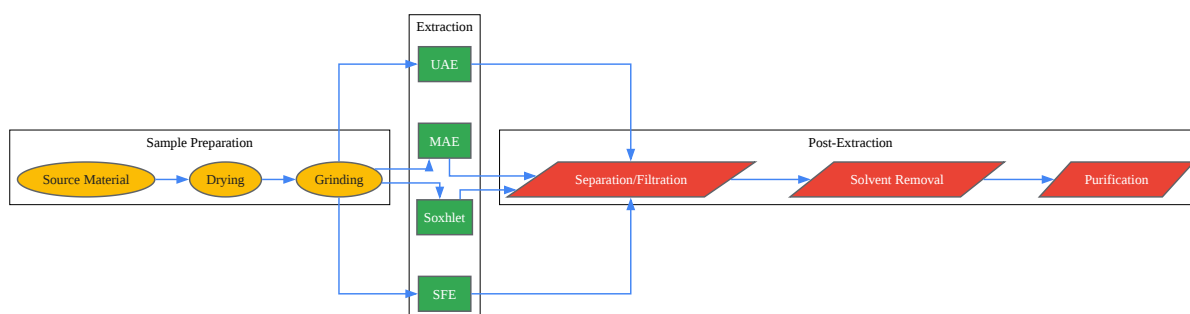 Extraction
UAE
MAE
Sample Preparation
Post-Extraction
Source Material
Drying
Grinding
Separation/Filtration
Solvent Removal
Purification
Soxhlet
SFE